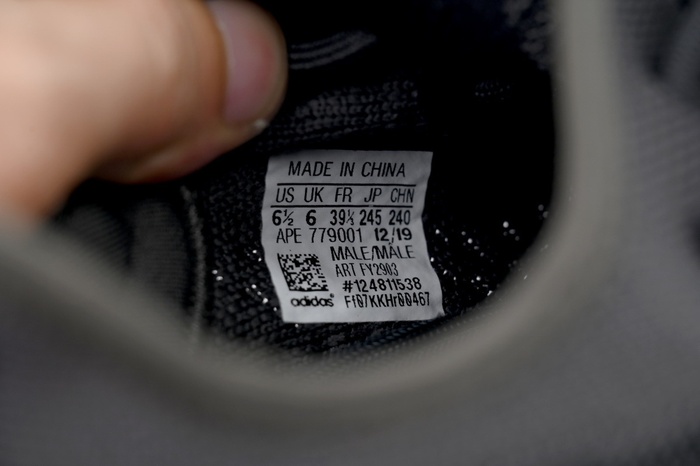 MADE IN CHINA
US UK FR JP CHN
6½ 6 39⅓ 245 240
APE 779001 12/19
MALE/MALE
ART FY2903
#124811538
adidas® Ff07KKHr00467